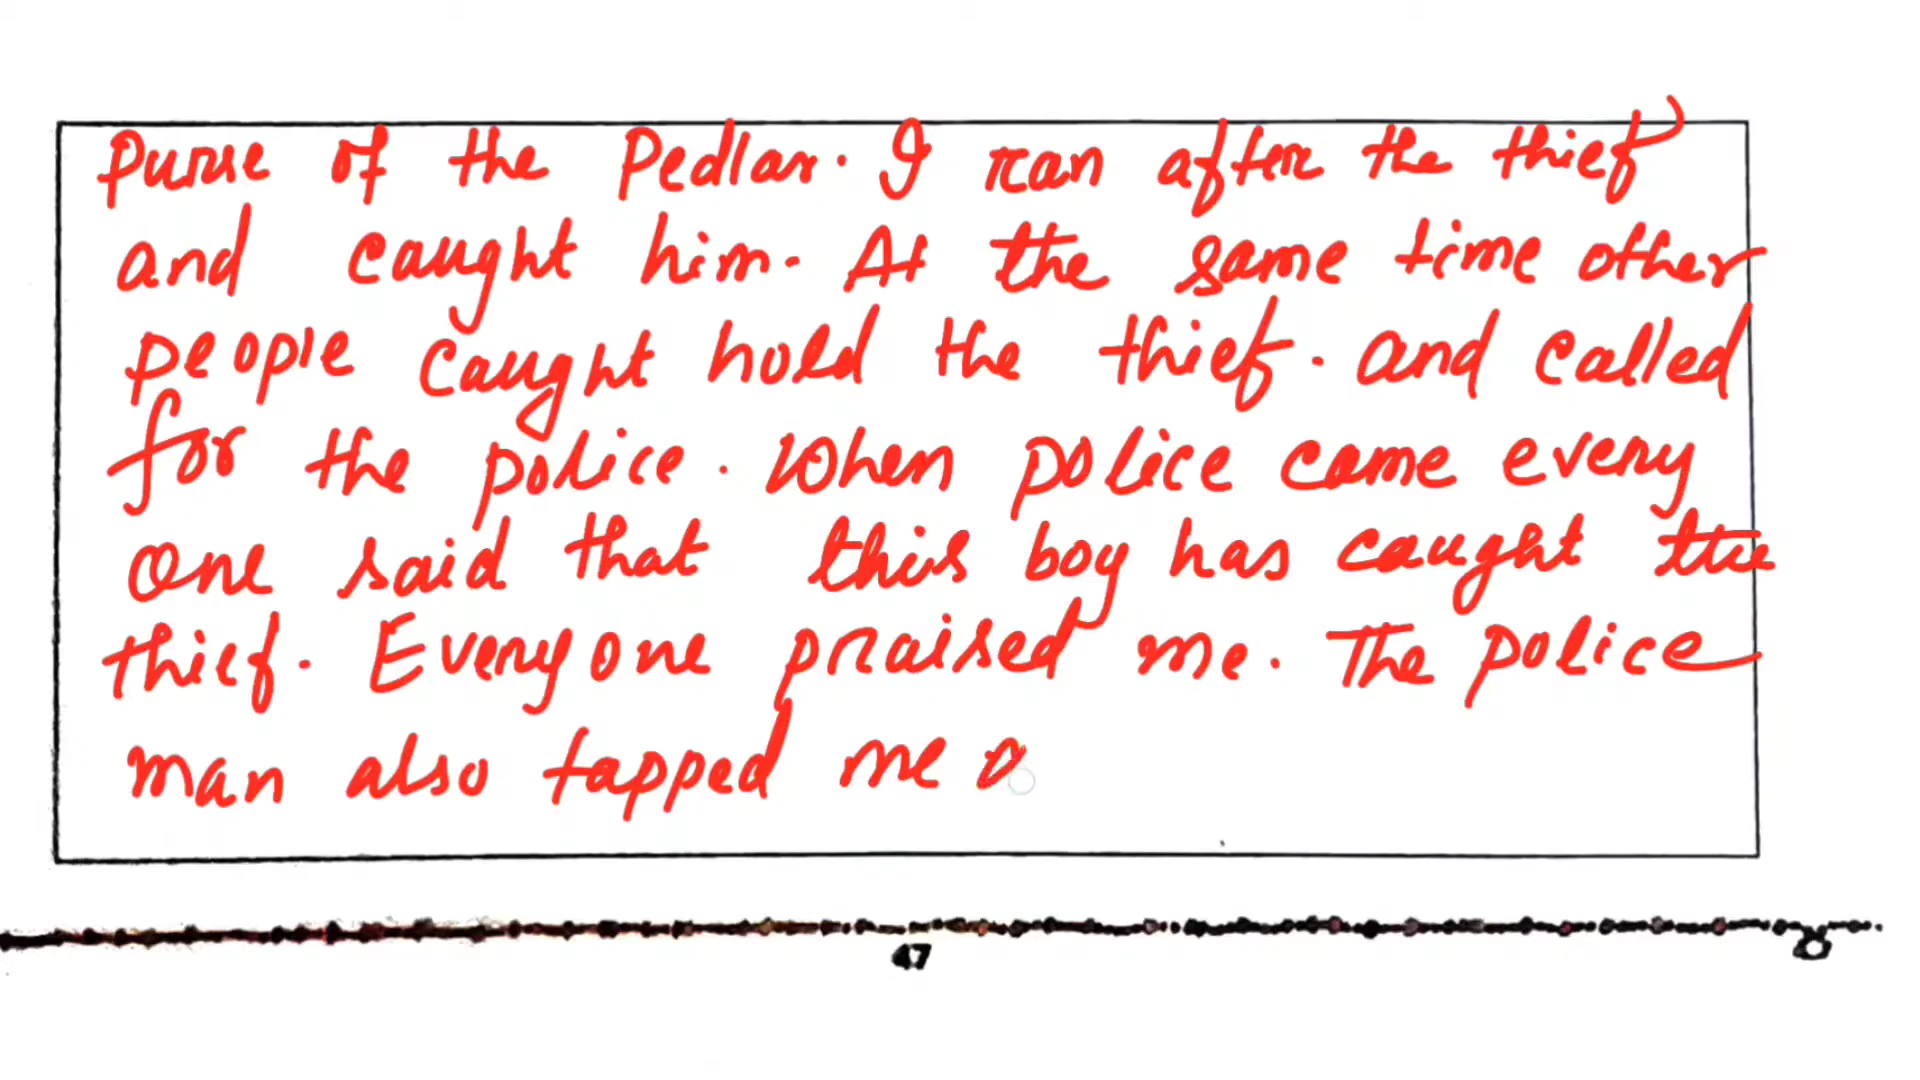 purse of the Pedlar. I ran after the thief
and caught him. At the same time other
people caught hold the thief. and called
for the police. When police came every
one said that this boy has caught the
thief. Everyone praised me. The police
man also tapped me
47